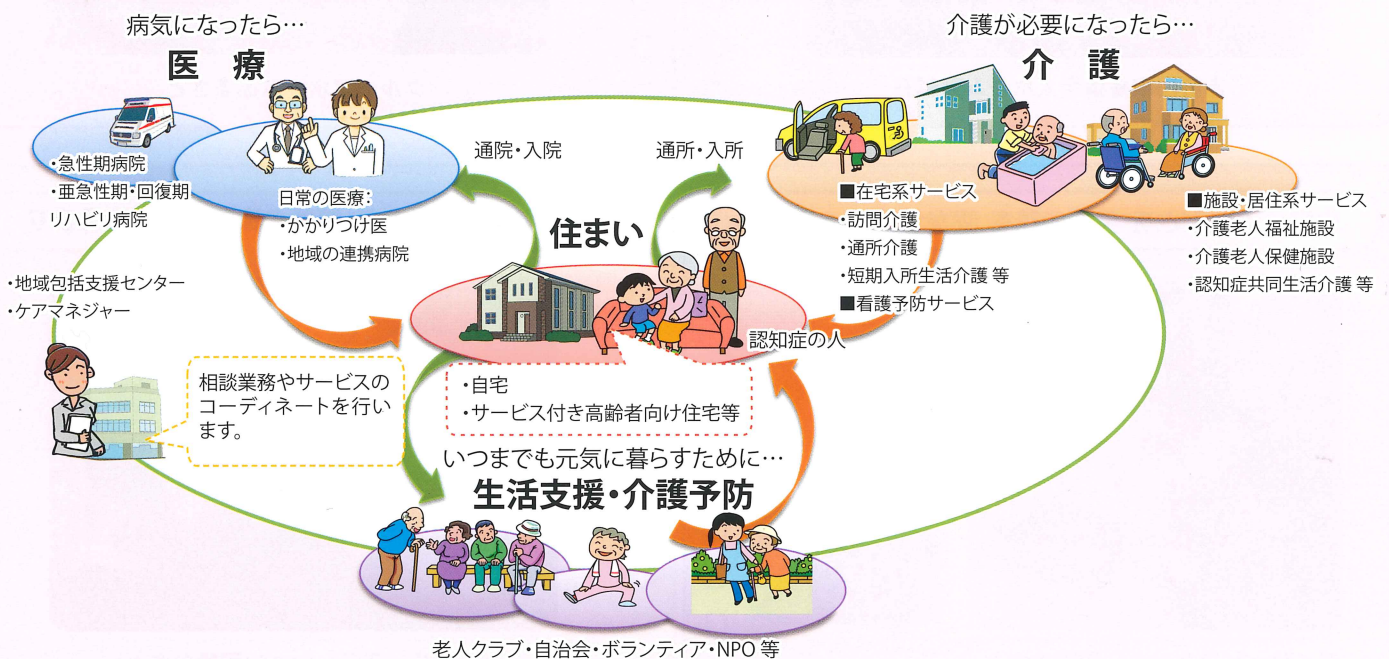 病気になったら…
医 療
・急性期病院
・亜急性期・回復期
リハビリ病院
日常の医療：
・かかりつけ医
・地域の連携病院
通院・入院
通所・入所
介護が必要になったら…
介 護
■在宅系サービス
・訪問介護
・通所介護
・短期入所生活介護 等
■看護予防サービス
■施設・居住系サービス
・介護老人福祉施設
・介護老人保健施設
・認知症共同生活介護 等
住まい
認知症の人
・自宅
・サービス付き高齢者向け住宅等
・地域包括支援センター
・ケアマネジャー
相談業務やサービスの
コーディネートを行い
ます。
いつまでも元気に暮らすために…
生活支援・介護予防
老人クラブ・自治会・ボランティア・NPO 等